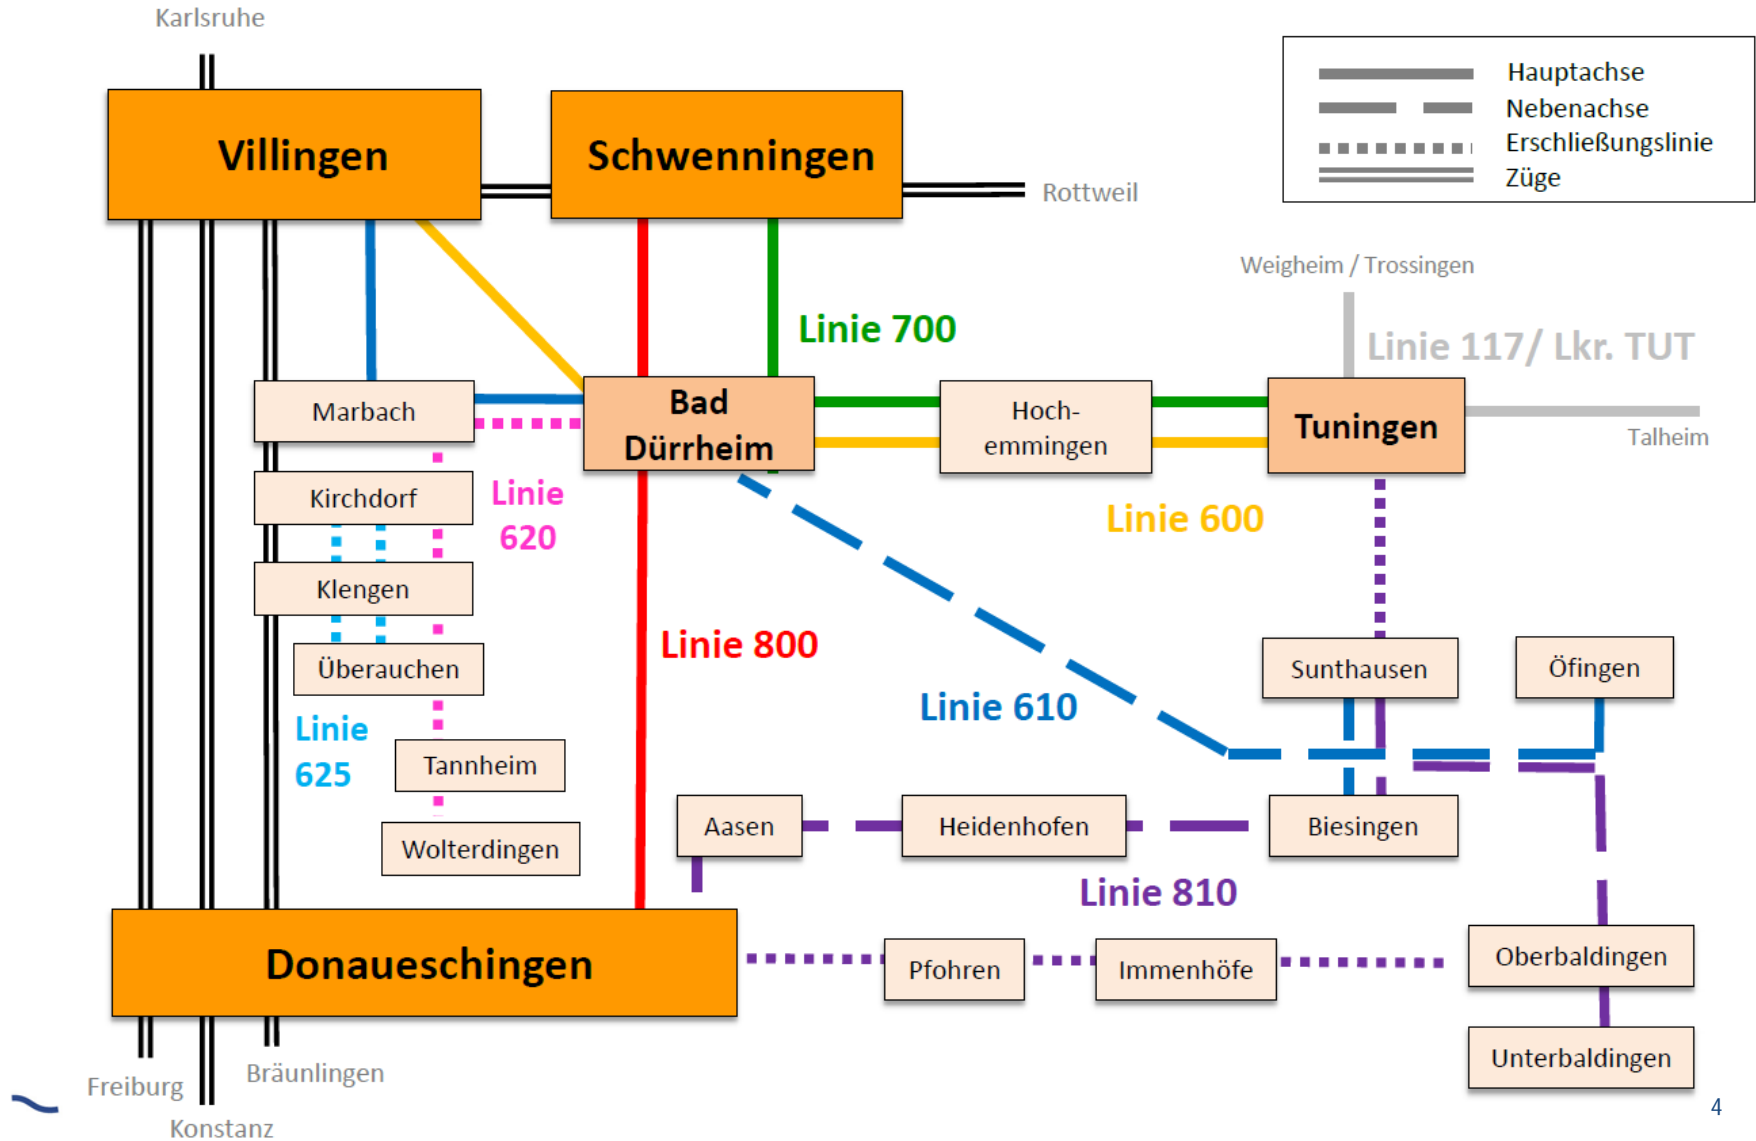 Karlsruhe
Hauptachse
Nebenachse
Erschließungslinie
Züge
Villingen
Schwenningen
Rottweil
Weigheim / Trossingen
Linie 700
Linie 117/ Lkr. TUT
Talheim
Marbach
Bad
Dürrheim
Hoch-
emmingen
Tuningen
Kirchdorf
Linie
620
Linie 600
Klengen
Linie 800
Überauchen
Sunthausen
Öfingen
Linie 610
Linie
625
Tannheim
Wolterdingen
Aasen
Heidenhofen
Biesingen
Linie 810
Donaueschingen
Pfohren
Immenhöfe
Oberbaldingen
Unterbaldingen
Freiburg
Bräunlingen
Konstanz
4